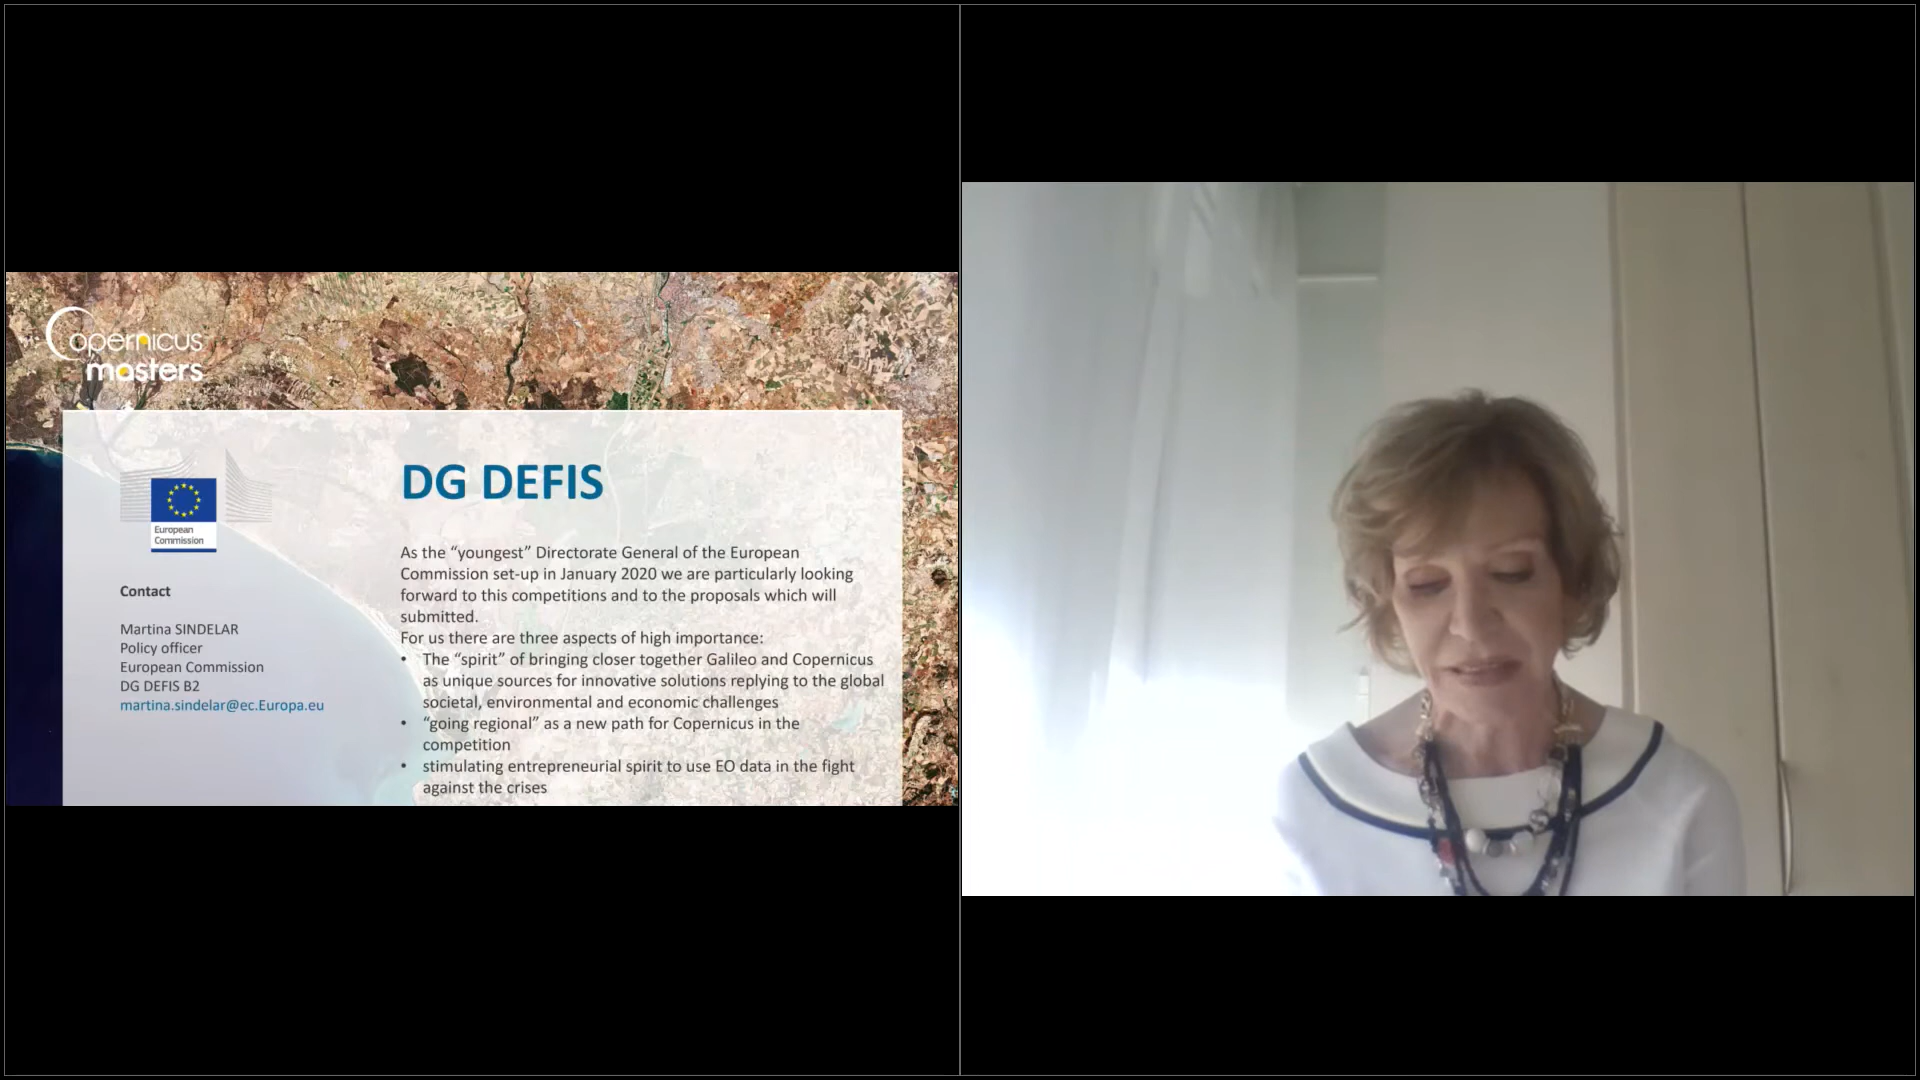 Copernicus
masters
European
Commission
Contact
Martina SINDELAR
Policy officer
European Commission
DG DEFIS B2
martina.sindelar@ec.Europa.eu
DG DEFIS
As the “youngest” Directorate General of the European
Commission set-up in January 2020 we are particularly looking
forward to this competitions and to the proposals which will
submitted.
For us there are three aspects of high importance:
• The “spirit” of bringing closer together Galileo and Copernicus
as unique sources for innovative solutions replying to the global
societal, environmental and economic challenges
• “going regional” as a new path for Copernicus in the
competition
• stimulating entrepreneurial spirit to use EO data in the fight
against the crises